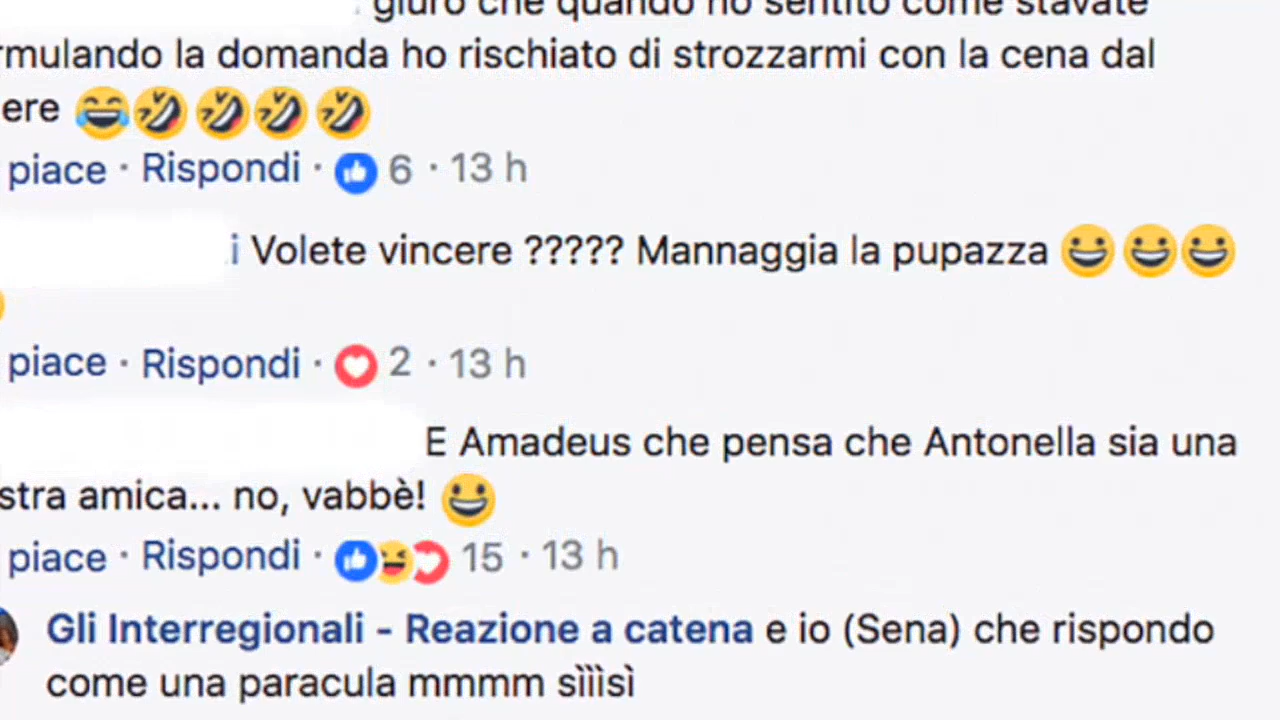 giuro che quando ho sentito come stavate
rmulando la domanda ho rischiato di strozzarmi con la cena dal
ere 😂🤣🤣🤣🤣
piace · Rispondi · 6 · 13 h
i Volete vincere ????? Mannaggia la pupazza 😀😀😀
piace · Rispondi · 2 · 13 h
E Amadeus che pensa che Antonella sia una
stra amica... no, vabbè! 😀
piace · Rispondi · 15 · 13 h
Gli Interregionali - Reazione a catena e io (Sena) che rispondo
come una paracula mmmm sììììsì